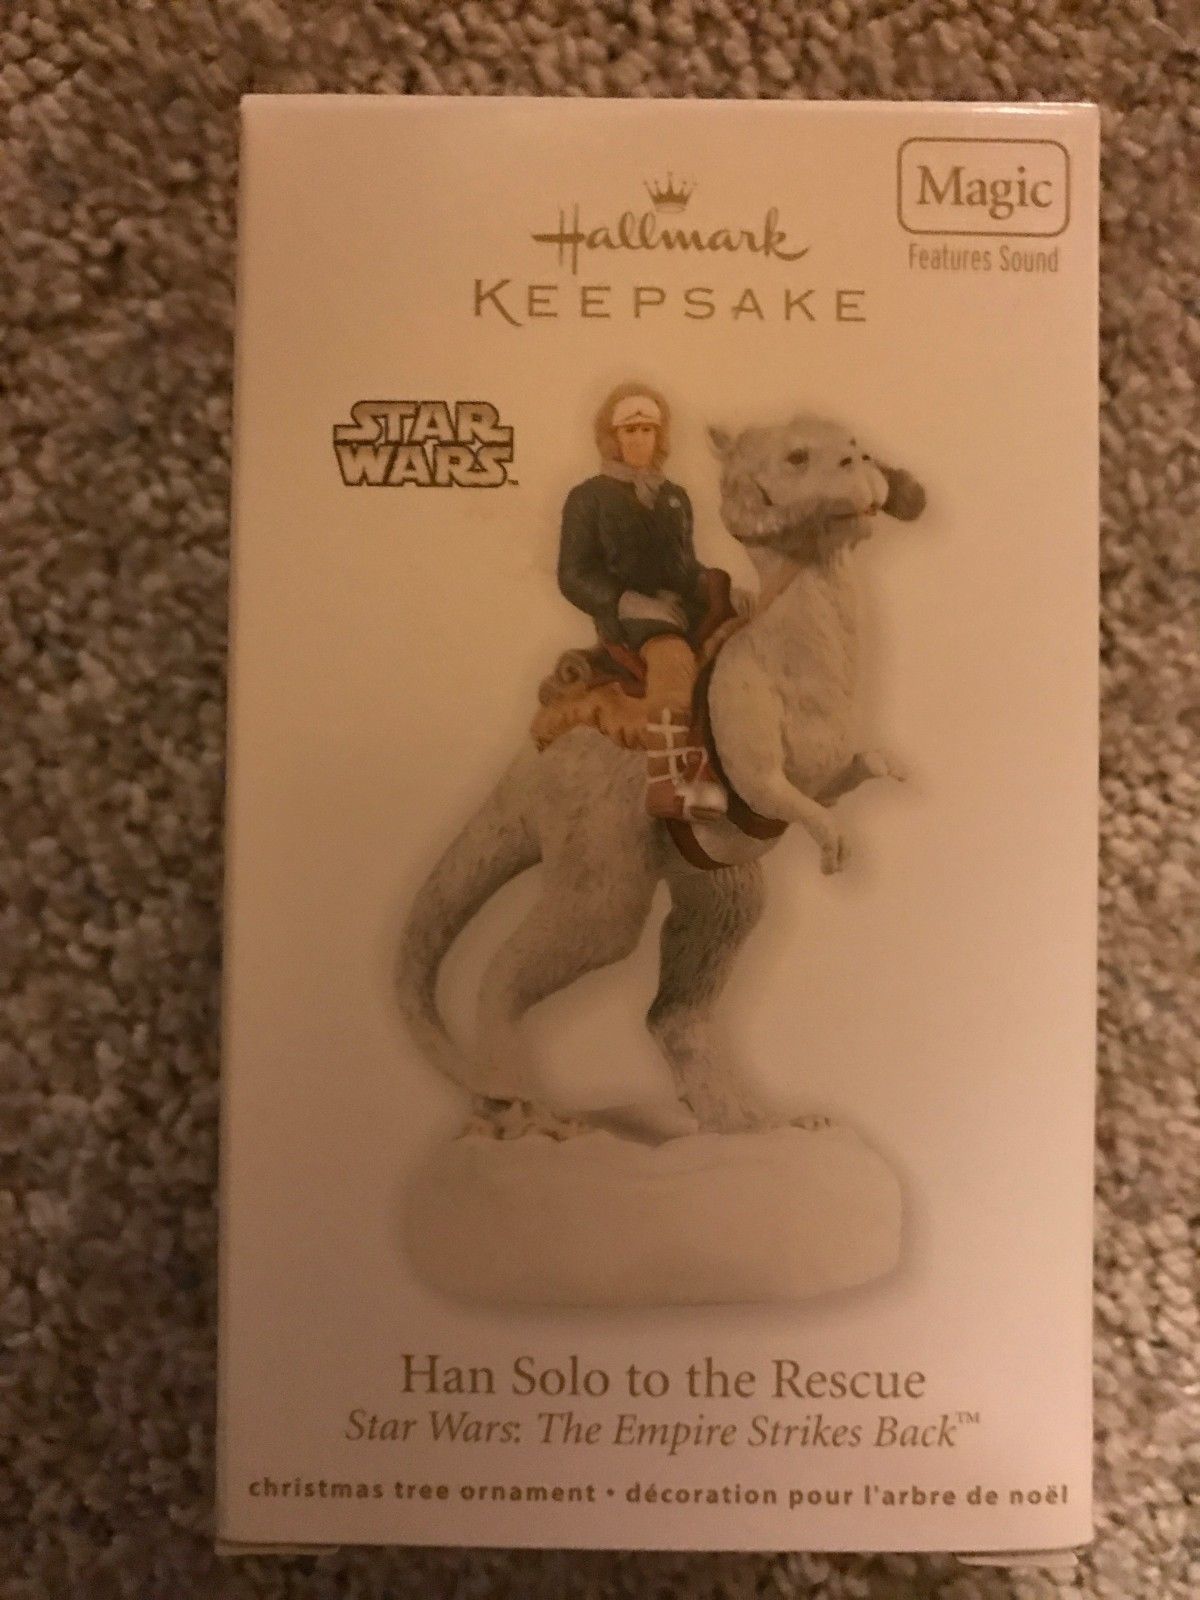 Hallmark
KEEPSAKE
Magic
Features Sound
STAR
WARS™
Han Solo to the Rescue
Star Wars: The Empire Strikes Back™
christmas tree ornament • décoration pour l'arbre de noël